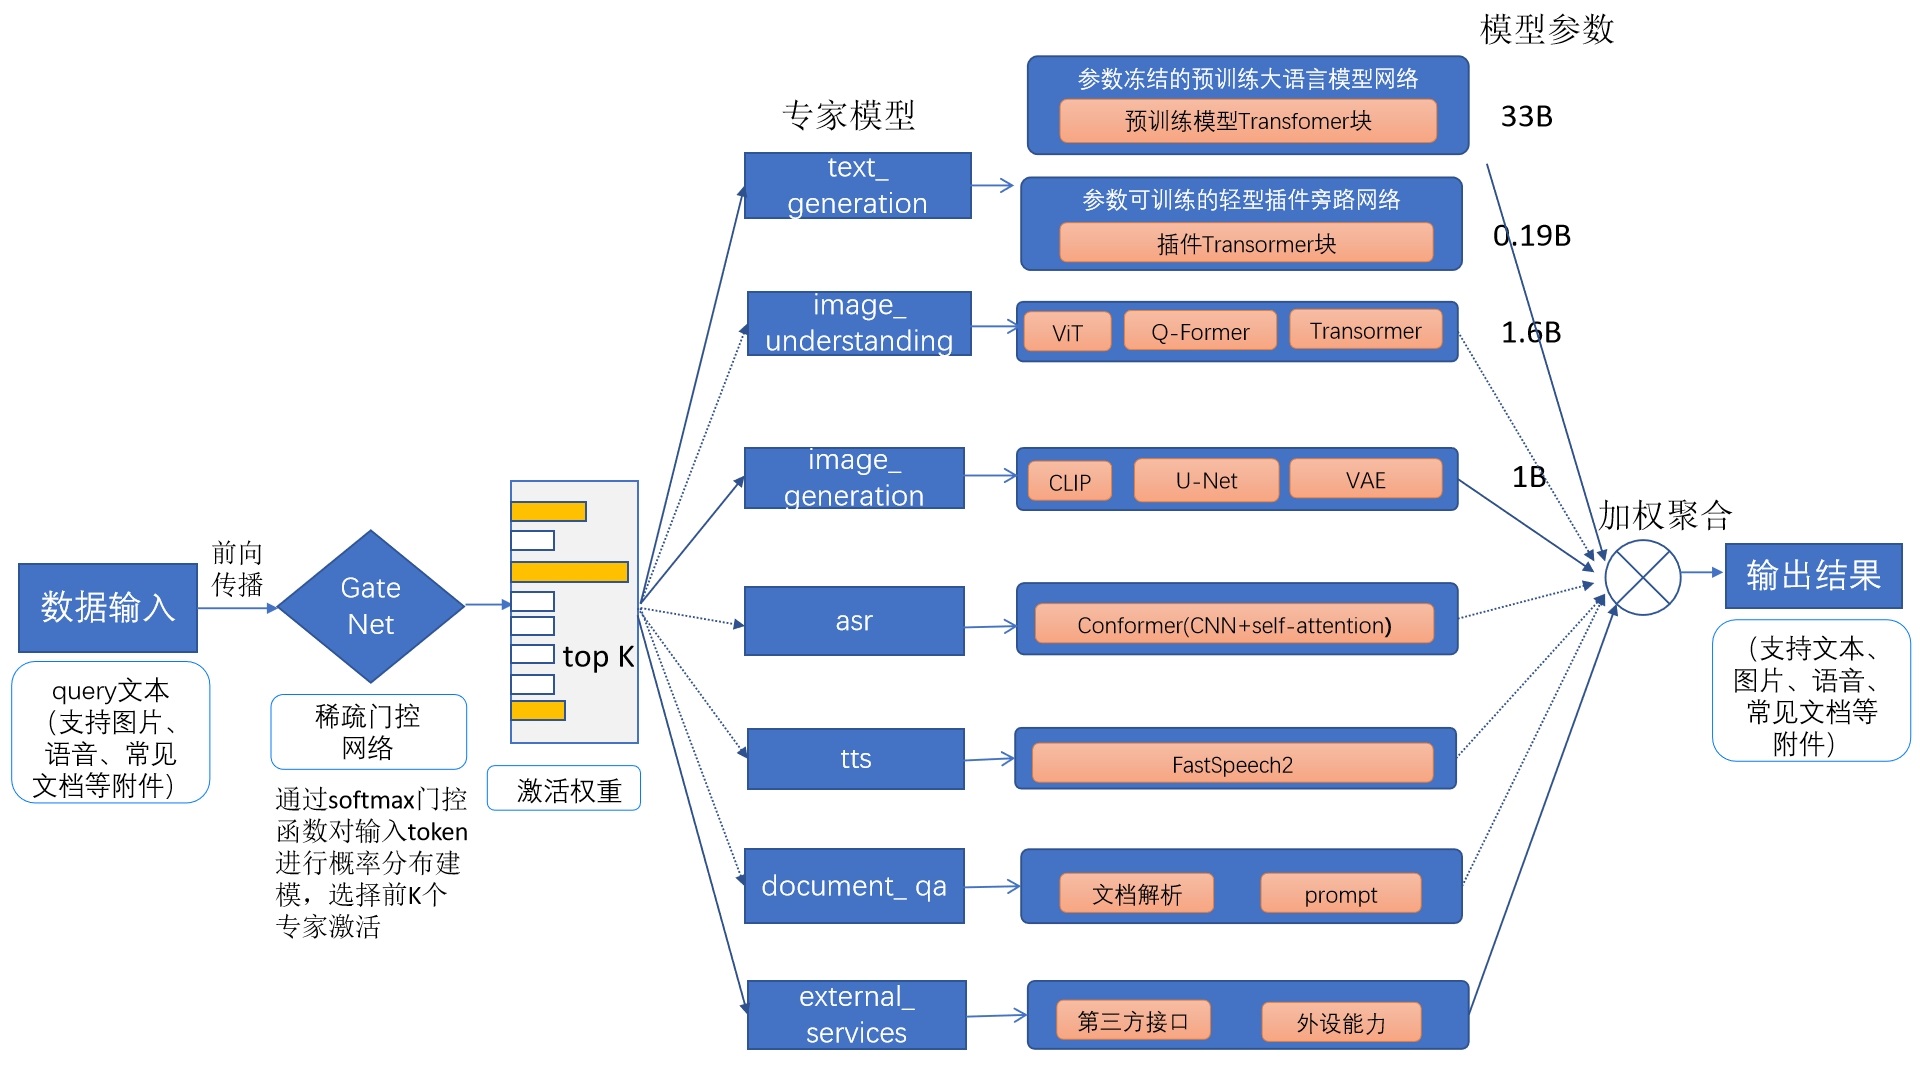 模型参数
参数冻结的预训练大语言模型网络
预训练模型Transfomer块
33B
专家模型
text_
generation
参数可训练的轻型插件旁路网络
插件Transormer块
0.19B
image_
understanding
ViT
Q-Former
Transormer
1.6B
image_
generation
CLIP
U-Net
VAE
1B
加权聚合
前向
传播
数据输入
Gate
Net
top K
asr
Conformer(CNN+self-attention)
输出结果
query文本
（支持图片、
语音、常见
文档等附件）
稀疏门控
网络
激活权重
通过softmax门控
函数对输入token
进行概率分布建
模，选择前K个
专家激活
tts
FastSpeech2
（支持文本、
图片、语音、
常见文档等
附件）
document_ qa
文档解析
prompt
external_
services
第三方接口
外设能力